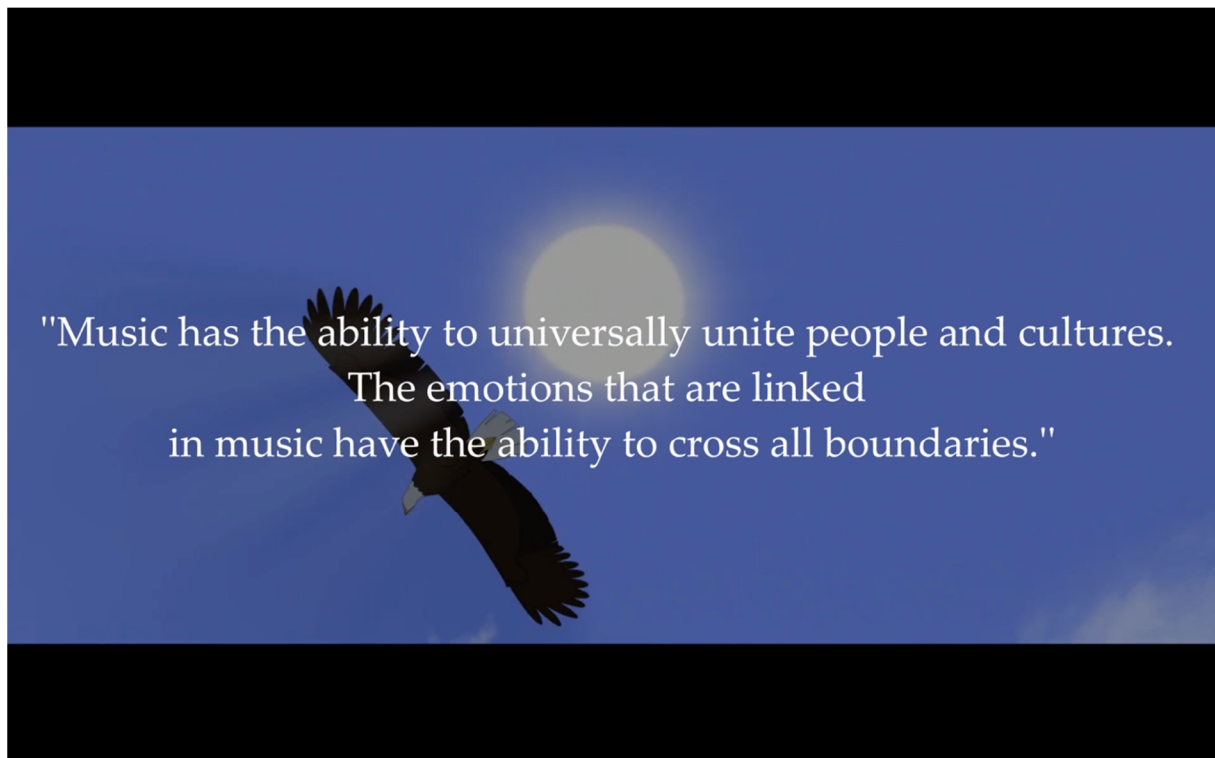 "Music has the ability to universally unite people and cultures.
The emotions that are linked
in music have the ability to cross all boundaries."